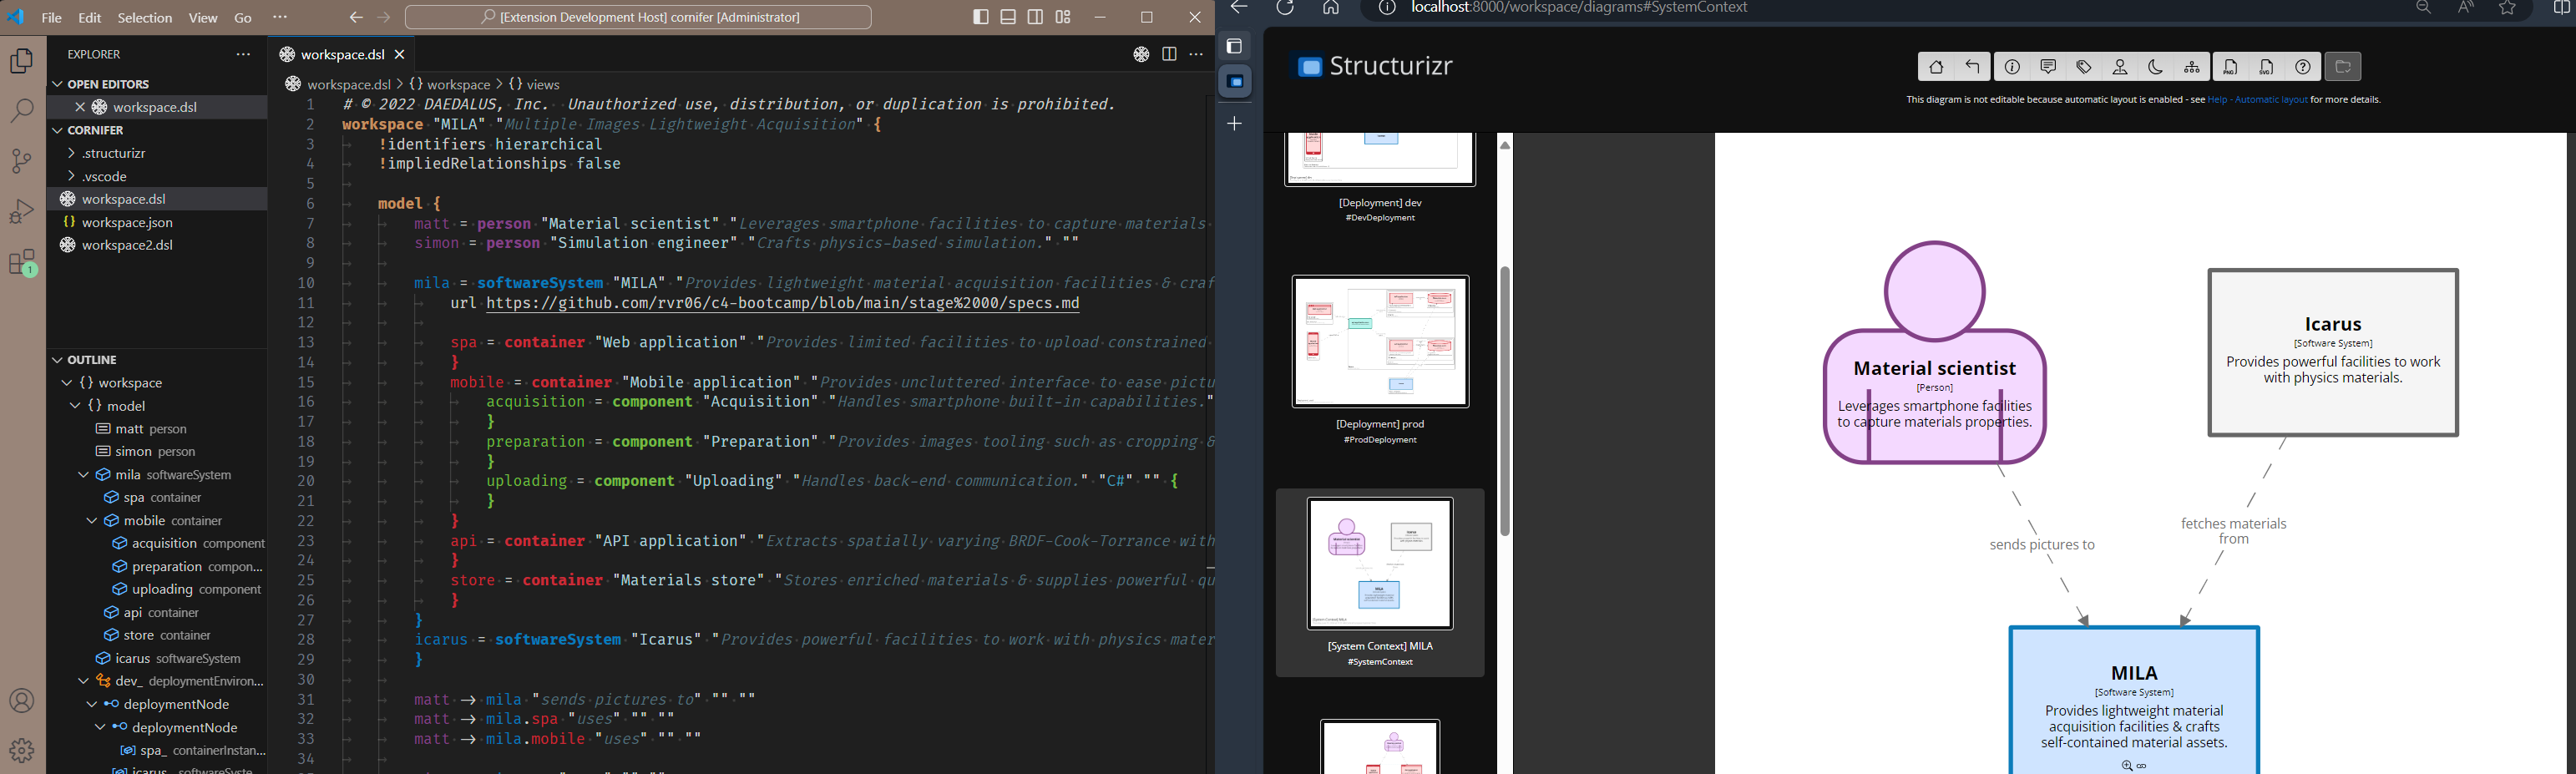 File Edit Selection View Go ···
[Extension Development Host] cornifer [Administrator]
EXPLORER
OPEN EDITORS
workspace.dsl
CORNIFER
.structurizr
.vscode
workspace.dsl
{} workspace.json
workspace2.dsl
1
OUTLINE
{} workspace
{} model
matt person
simon person
mila softwareSystem
spa container
mobile container
acquisition component
preparation compon...
uploading component
api container
store container
icarus softwareSystem
dev_ deploymentEnviron...
deploymentNode
deploymentNode
spa_ containerInstan...
icarus_ softwareSyste...
workspace.dsl
workspace.dsl > {} workspace > {} views
1 # © 2022 DAEDALUS, Inc. Unauthorized use, distribution, or duplication is prohibited.
2 workspace "MILA" "Multiple Images Lightweight Acquisition" {
3 !identifiers hierarchical
4 !impliedRelationships false
5
6 model {
7 matt = person "Material scientist" "Leverages smartphone facilities to capture materials
8 simon = person "Simulation engineer" "Crafts physics-based simulation." ""
9
10 mila = softwareSystem "MILA" "Provides lightweight material acquisition facilities & craf
11 url https://github.com/rvr06/c4-bootcamp/blob/main/stage%2000/specs.md
12
13 spa = container "Web application" "Provides limited facilities to upload constrained
14 }
15 mobile = container "Mobile application" "Provides uncluttered interface to ease pictu
16 acquisition = component "Acquisition" "Handles smartphone built-in capabilities."
17 }
18 preparation = component "Preparation" "Provides images tooling such as cropping &
19 }
20 uploading = component "Uploading" "Handles back-end communication." "C#" "" {
21 }
22 }
23 api = container "API application" "Extracts spatially varying BRDF-Cook-Torrance with
24 }
25 store = container "Materials store" "Stores enriched materials & supplies powerful qu
26 }
27 }
28 icarus = softwareSystem "Icarus" "Provides powerful facilities to work with physics mater
29 }
30
31 matt -> mila "sends pictures to" "" ""
32 matt -> mila.spa "uses" "" ""
33 matt -> mila.mobile "uses" "" ""
34
localhost:8000/workspace/diagrams#SystemContext
Structurizr
PNG
SVG
This diagram is not editable because automatic layout is enabled - see Help - Automatic layout for more details.
[Deployment] dev
#DevDeployment
[Deployment] prod
#ProdDeployment
[System Context] MILA
#SystemContext
Material scientist
[Person]
Leverages smartphone facilities
to capture materials properties.
Icarus
[Software System]
Provides powerful facilities to work
with physics materials.
sends pictures to
fetches materials
from
MILA
[Software System]
Provides lightweight material
acquisition facilities & crafts
self-contained material assets.